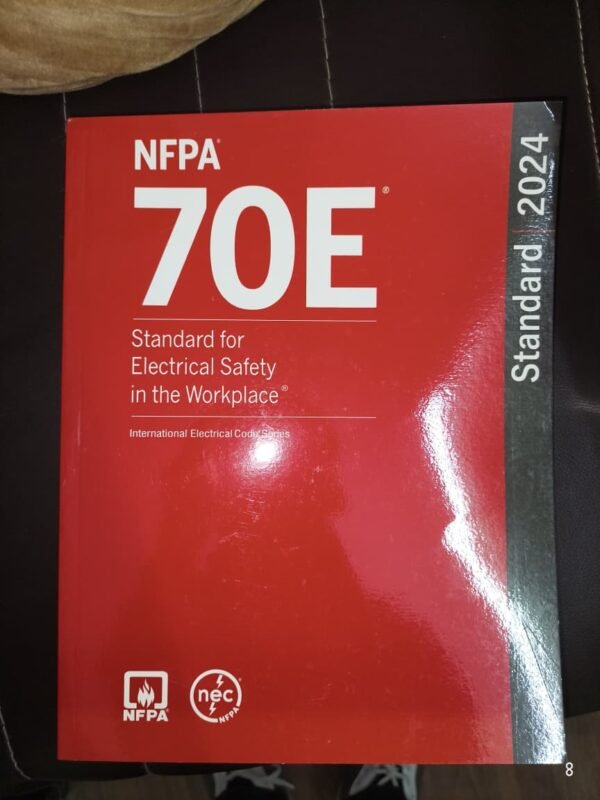 NFPA®
70E®
Standard for
Electrical Safety
in the Workplace®
International Electrical Code Series
Standard | 2024
NFPA®
nec®
NFPA
8